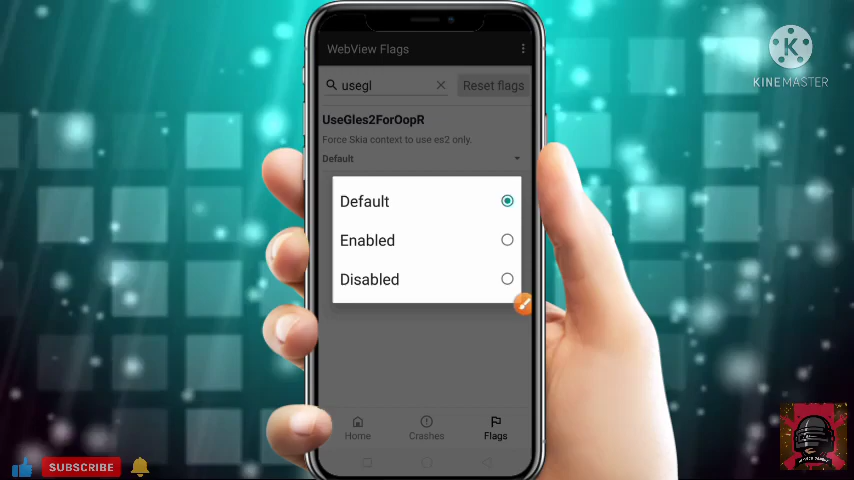 WebView Flags
usegl
Reset flags
UseGles2ForOopR
Force Skia context to use es2 only.
Default
Default
Enabled
Disabled
Home
Crashes
Flags
K
KINEMASTER
SUBSCRIBE